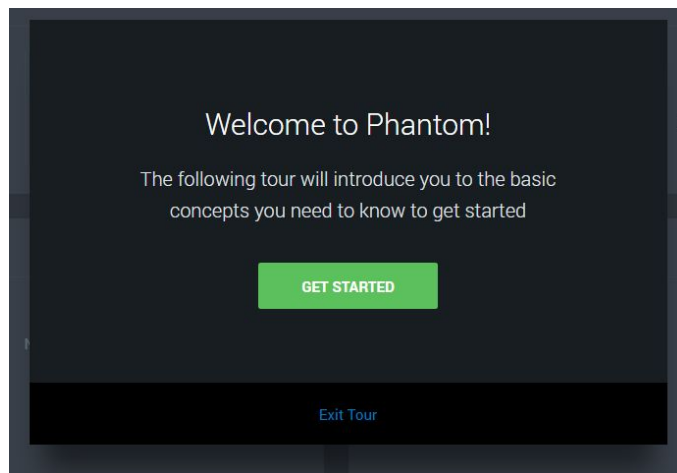 Welcome to Phantom!
The following tour will introduce you to the basic
concepts you need to know to get started
GET STARTED
Exit Tour